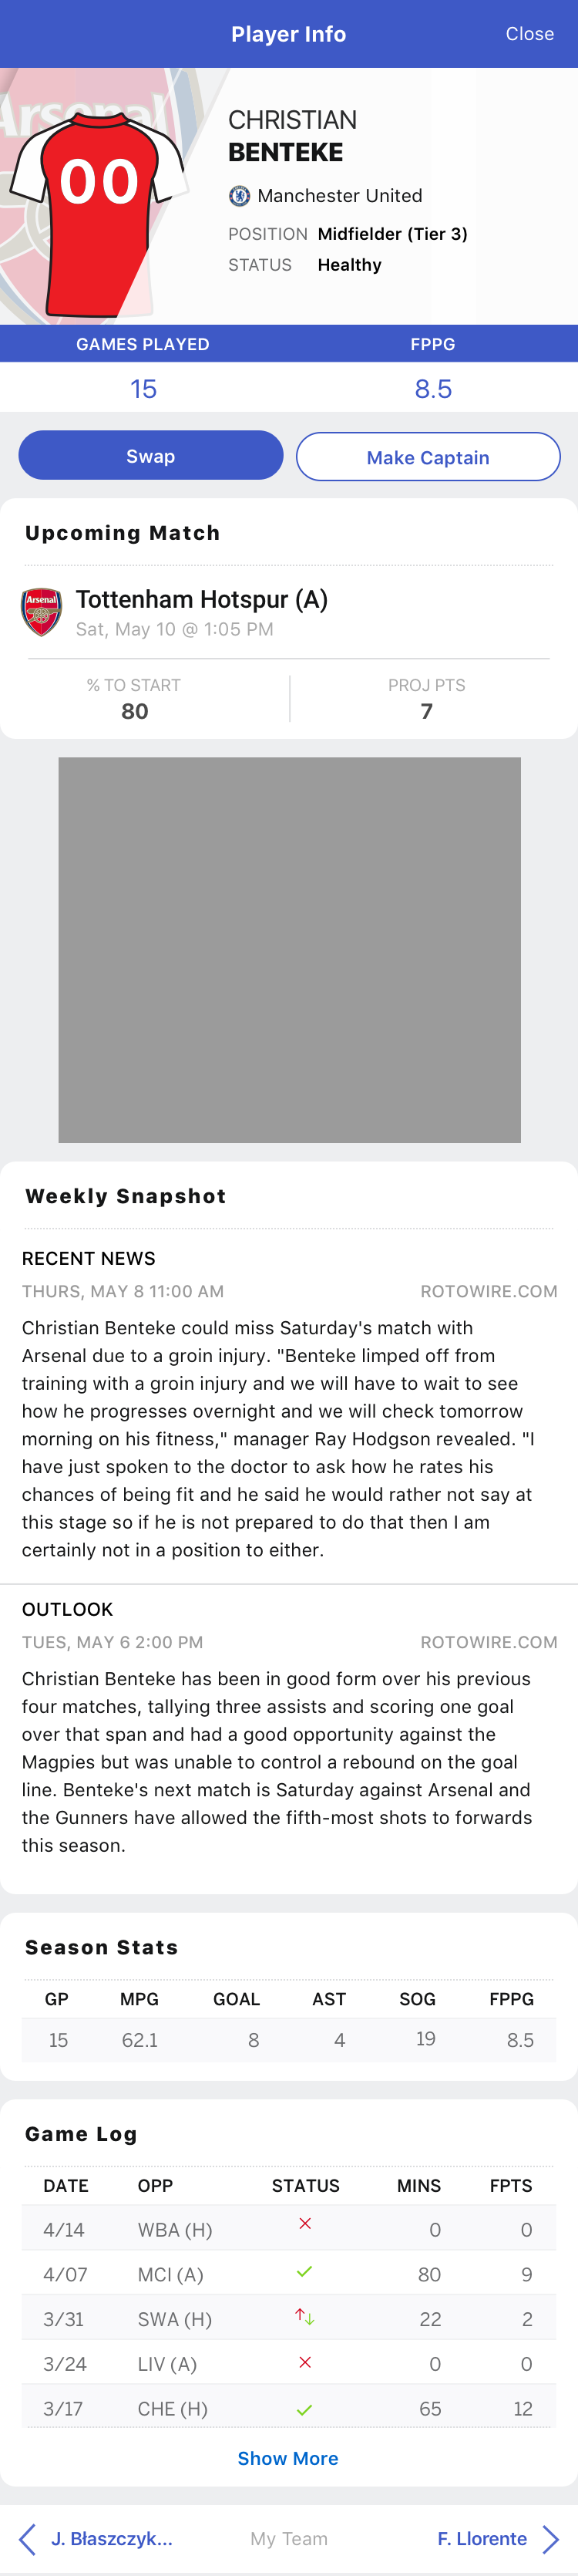 Player Info
Close
Arsenal
00
CHRISTIAN
BENTEKE
Manchester United
POSITION Midfielder (Tier 3)
STATUS Healthy
GAMES PLAYED FPPG
15 8.5
Swap Make Captain
Upcoming Match
Arsenal
Tottenham Hotspur (A)
Sat, May 10 @ 1:05 PM
% TO START PROJ PTS
80 7
Weekly Snapshot
RECENT NEWS
THURS, MAY 8 11:00 AM ROTOWIRE.COM
Christian Benteke could miss Saturday's match with
Arsenal due to a groin injury. "Benteke limped off from
training with a groin injury and we will have to wait to see
how he progresses overnight and we will check tomorrow
morning on his fitness," manager Ray Hodgson revealed. "I
have just spoken to the doctor to ask how he rates his
chances of being fit and he said he would rather not say at
this stage so if he is not prepared to do that then I am
certainly not in a position to either.
OUTLOOK
TUES, MAY 6 2:00 PM ROTOWIRE.COM
Christian Benteke has been in good form over his previous
four matches, tallying three assists and scoring one goal
over that span and had a good opportunity against the
Magpies but was unable to control a rebound on the goal
line. Benteke's next match is Saturday against Arsenal and
the Gunners have allowed the fifth-most shots to forwards
this season.
Season Stats
GP MPG GOAL AST SOG FPPG
15 62.1 8 4 19 8.5
Game Log
DATE OPP STATUS MINS FPTS
4/14 WBA (H) 0 0
4/07 MCI (A) 80 9
3/31 SWA (H) 22 2
3/24 LIV (A) 0 0
3/17 CHE (H) 65 12
Show More
J. Błaszczyk... My Team F. Llorente